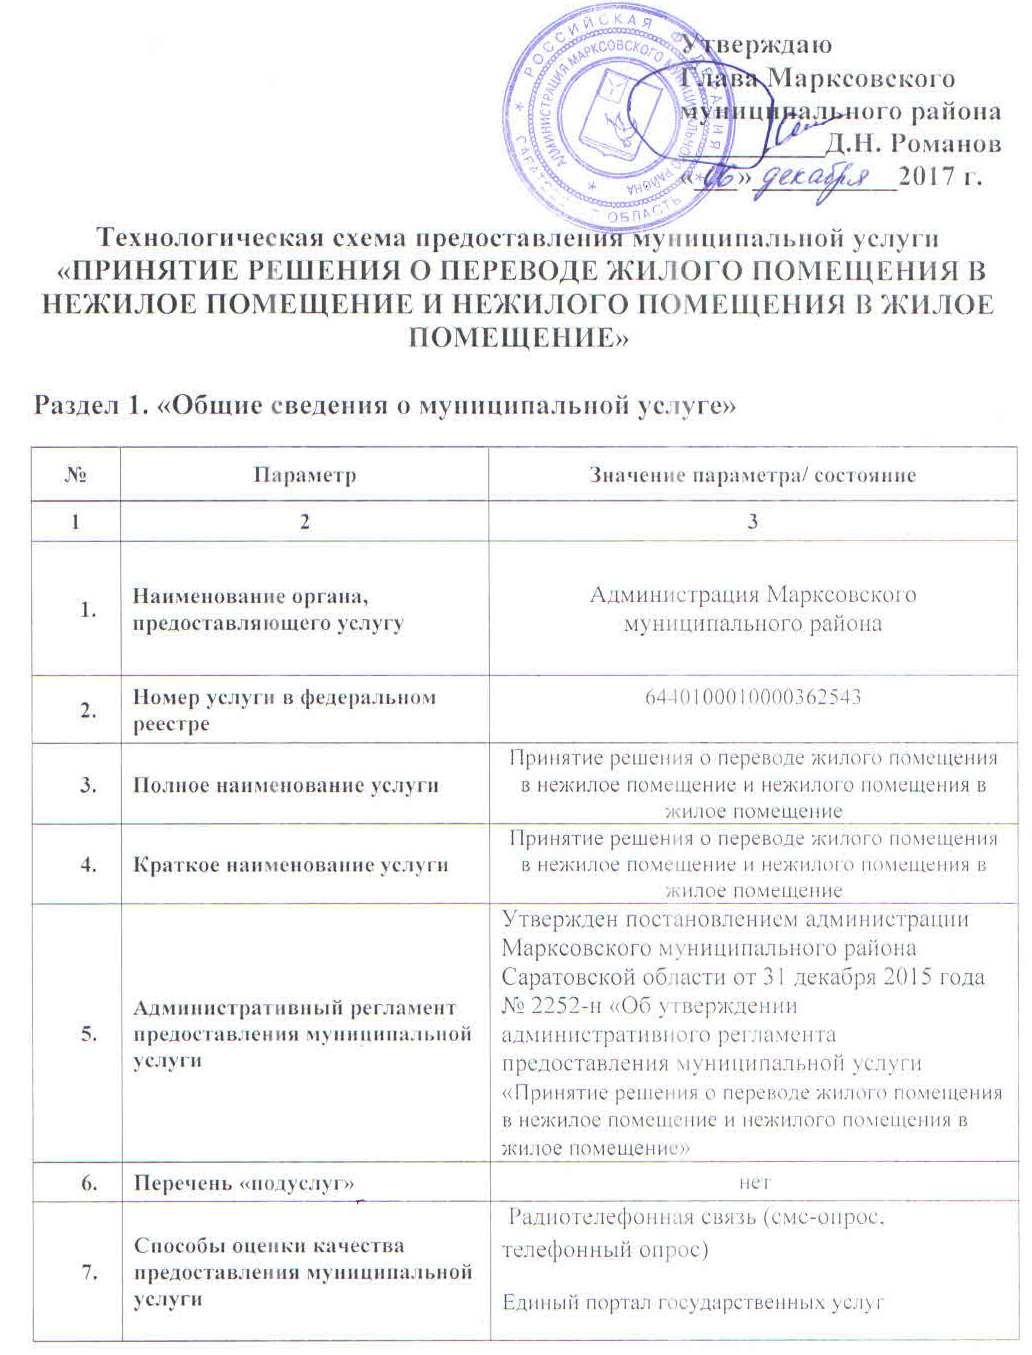 РОССИЙСКАЯ ФЕДЕРАЦИЯ
АДМИНИСТРАЦИЯ МАРКСОВСКОГО МУНИЦИПАЛЬНОГО РАЙОНА
ОБЛАСТЬ
Утверждаю
Глава Марксовского
муниципального района
Д.Н. Романов
«06» декабря 2017 г.
Технологическая схема предоставления муниципальной услуги
«ПРИНЯТИЕ РЕШЕНИЯ О ПЕРЕВОДЕ ЖИЛОГО ПОМЕЩЕНИЯ В
НЕЖИЛОЕ ПОМЕЩЕНИЕ И НЕЖИЛОГО ПОМЕЩЕНИЯ В ЖИЛОЕ
ПОМЕЩЕНИЕ»
Раздел 1. «Общие сведения о муниципальной услуге»
№ Параметр Значение параметра/ состояние
1 2 3
1.
Наименование органа,
предоставляющего услугу
Администрация Марксовского
муниципального района
2.
Номер услуги в федеральном
реестре
6440100010000362543
3.
Полное наименование услуги
Принятие решения о переводе жилого помещения
в нежилое помещение и нежилого помещения в
жилое помещение
4.
Краткое наименование услуги
Принятие решения о переводе жилого помещения
в нежилое помещение и нежилого помещения в
жилое помещение
5.
Административный регламент
предоставления муниципальной
услуги
Утвержден постановлением администрации
Марксовского муниципального района
Саратовской области от 31 декабря 2015 года
№ 2252-н «Об утверждении
административного регламента
предоставления муниципальной услуги
«Принятие решения о переводе жилого помещения
в нежилое помещение и нежилого помещения в
жилое помещение»
6.
Перечень «подуслуг»
нет
7.
Способы оценки качества
предоставления муниципальной
услуги
Радиотелефонная связь (смс-опрос,
телефонный опрос)
Единый портал государственных услуг